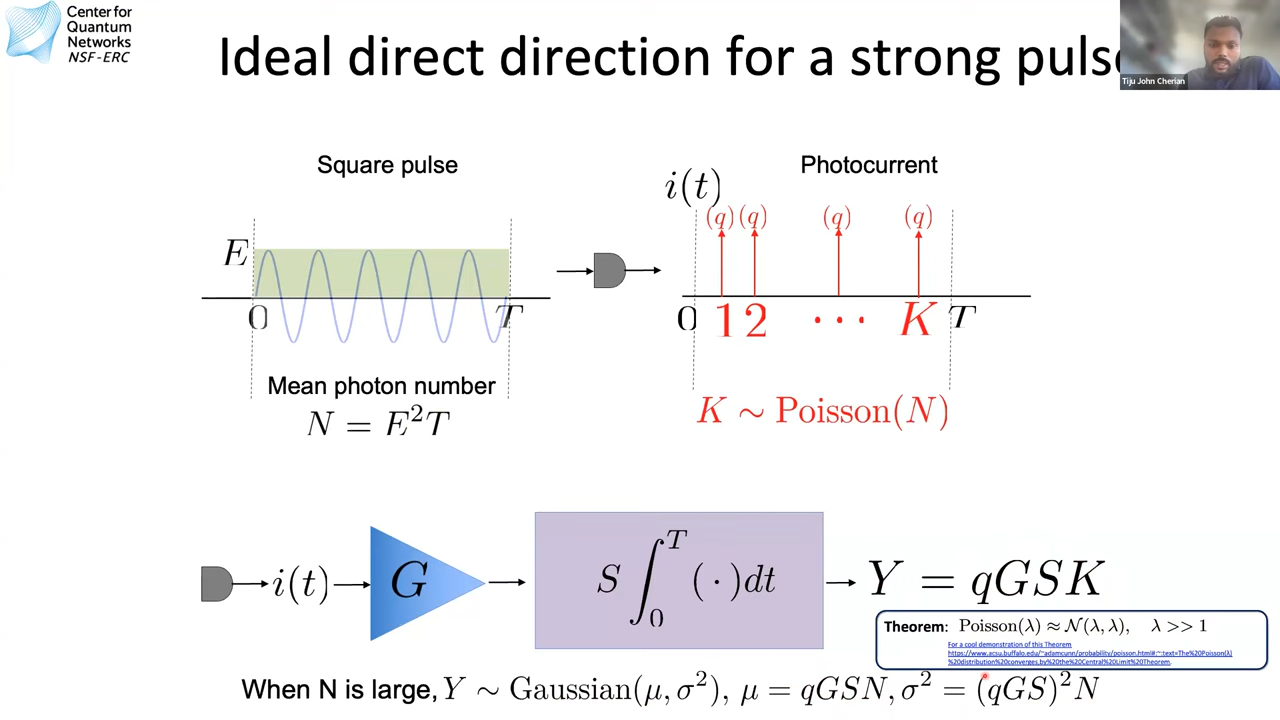 Center for
Quantum
Networks
NSF-ERC
Ideal direct direction for a strong pulse
Tiju John Cherian
Square pulse
Photocurrent
i(t)
(q) (q) (q) (q)
E
0 T
0 1 2 ⋯ K T
Mean photon number
N = E²T
K ∼ Poisson(N)
i(t) G S ∫₀ᵀ (·)dt Y = qGSK
Theorem: Poisson(λ) ≈ 𝒩(λ, λ), λ >> 1
For a cool demonstration of this Theorem
https://www.acsu.buffalo.edu/~adamcunn/probability/poisson.html#:~:text=The%20Poisson(λ)
%20distribution%20converges,by%20the%20Central%20Limit%20Theorem.
When N is large, Y ∼ Gaussian(μ, σ²), μ = qGSN, σ² = (qGS)²N